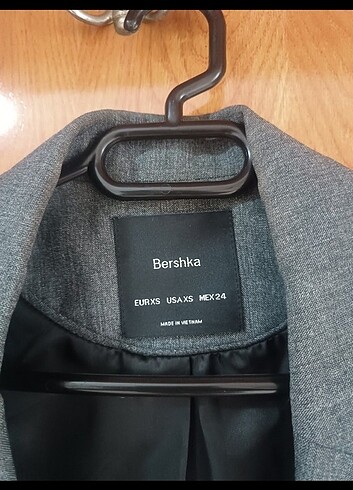 Bershka
EUR XS USA XS MEX 24
MADE IN VIETNAM